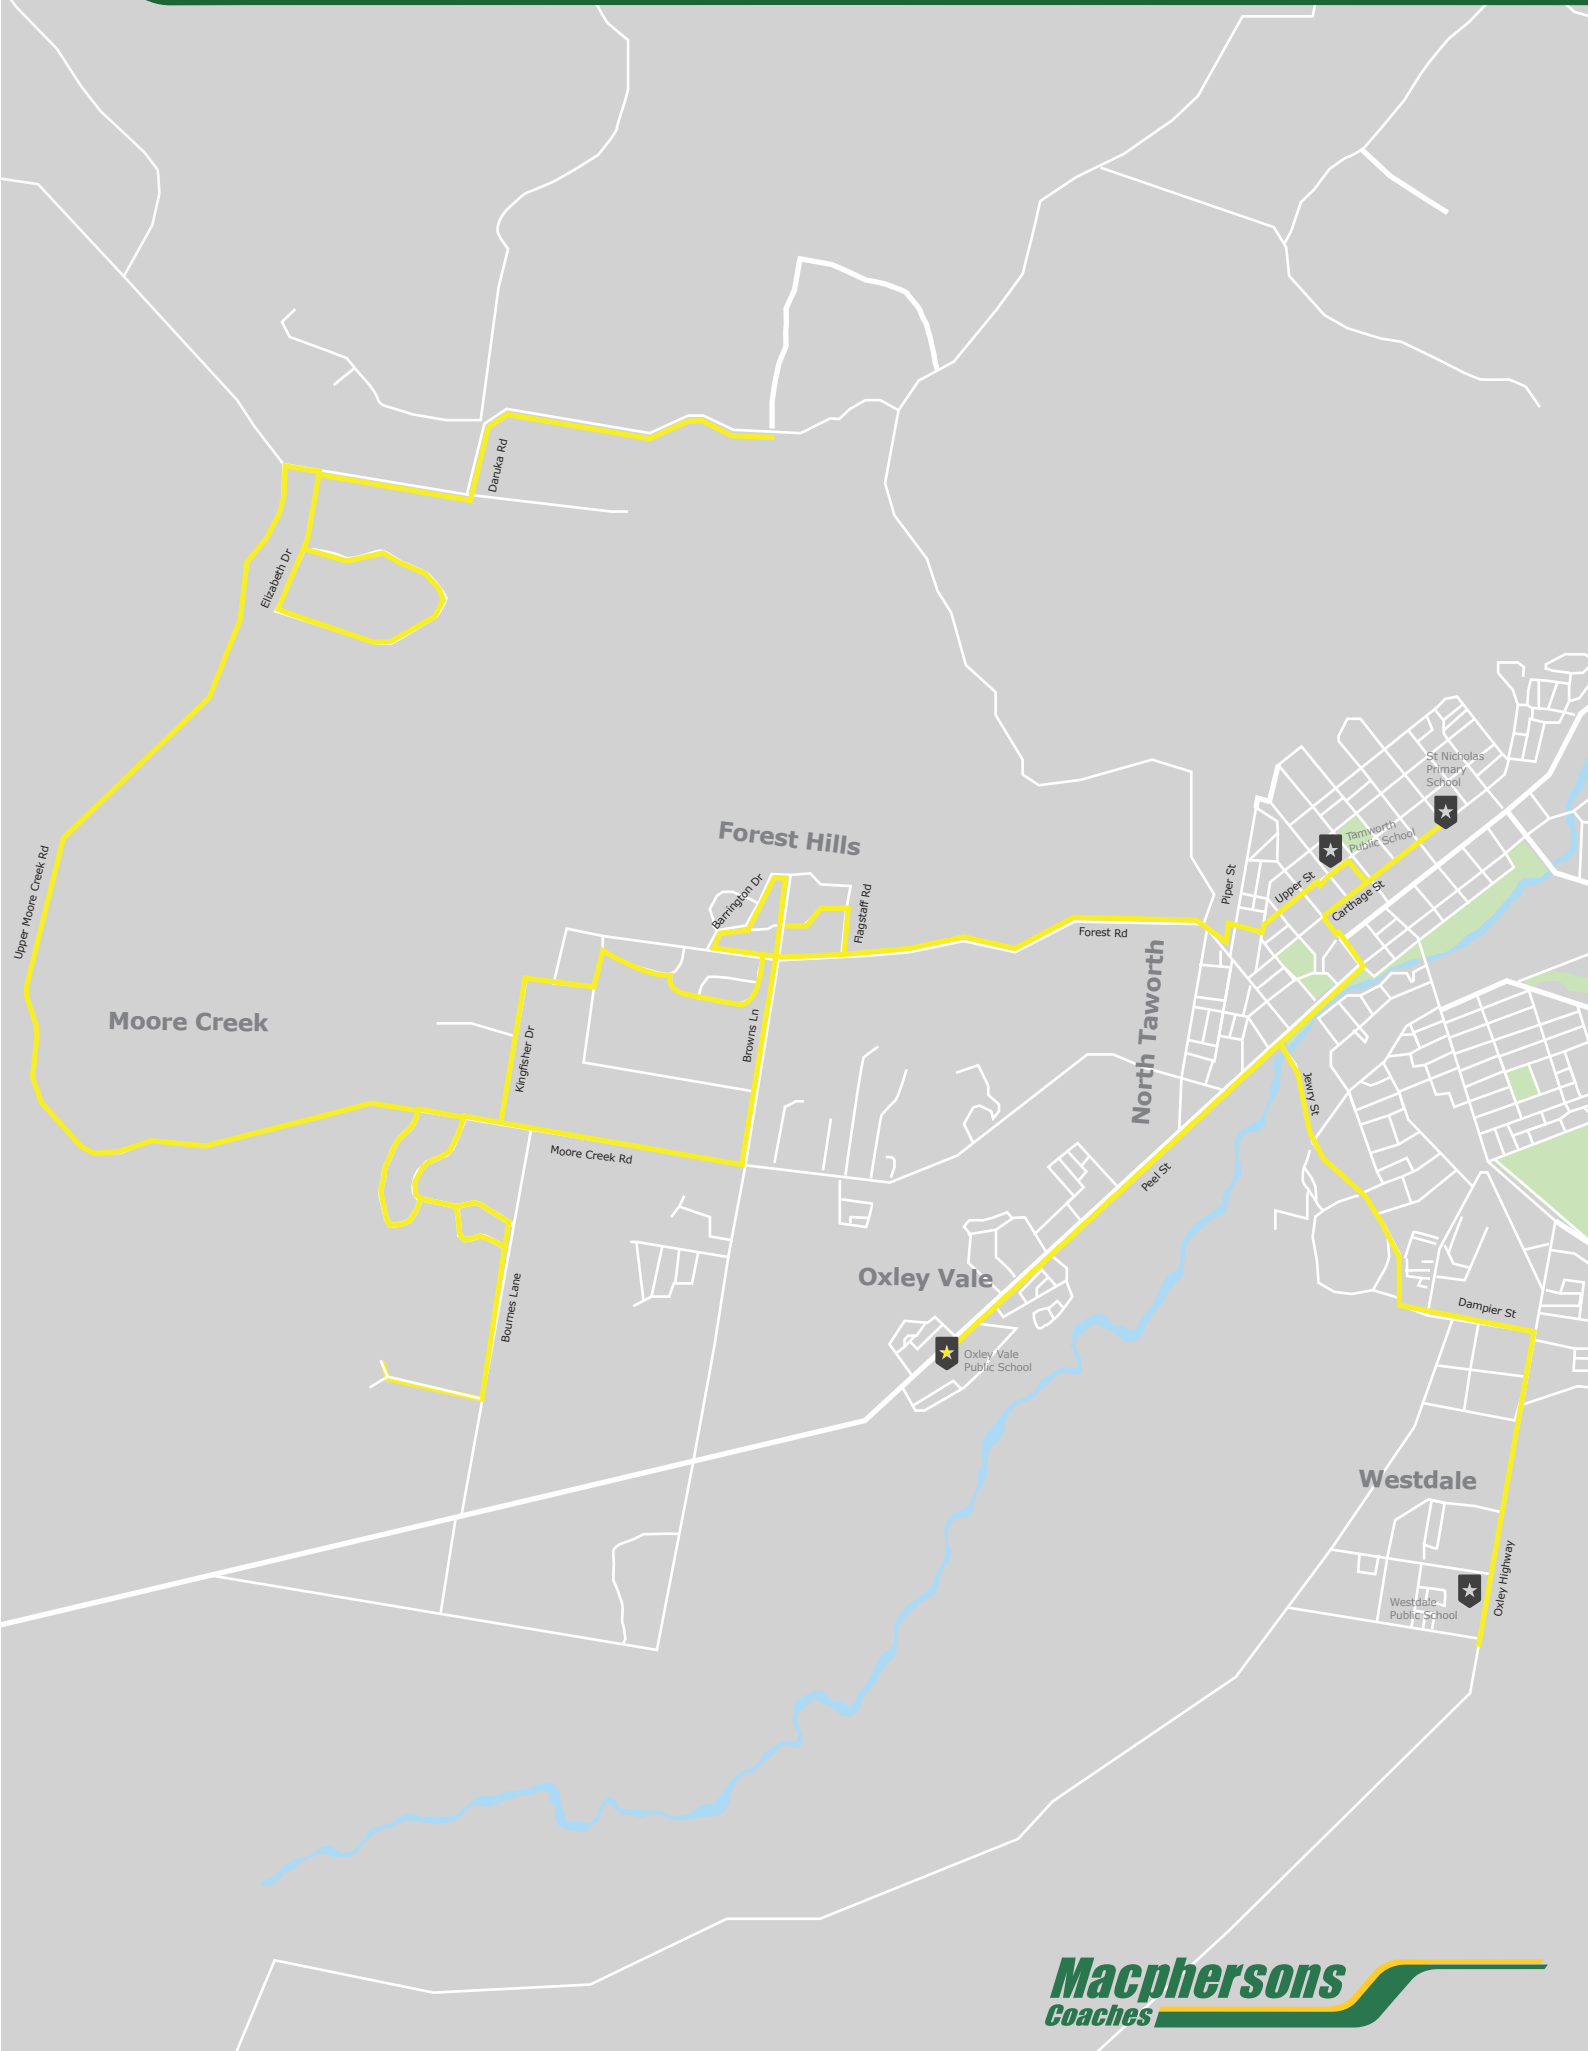 Daruka Rd
Elizabeth Dr
St Nicholas
Primary
School
Tamworth
Public School
Forest Hills
Upper Moore Creek Rd
Barrington Dr
Flagstaff Rd
Piper St
Upper St
Carthage St
Forest Rd
North Taworth
Moore Creek
Browns Ln
Kingfisher Dr
Jewry St
Moore Creek Rd
Peel St
Oxley Vale
Bournes Lane
Dampier St
Oxley Vale
Public School
Westdale
Oxley Highway
Westdale
Public School
Macphersons
Coaches